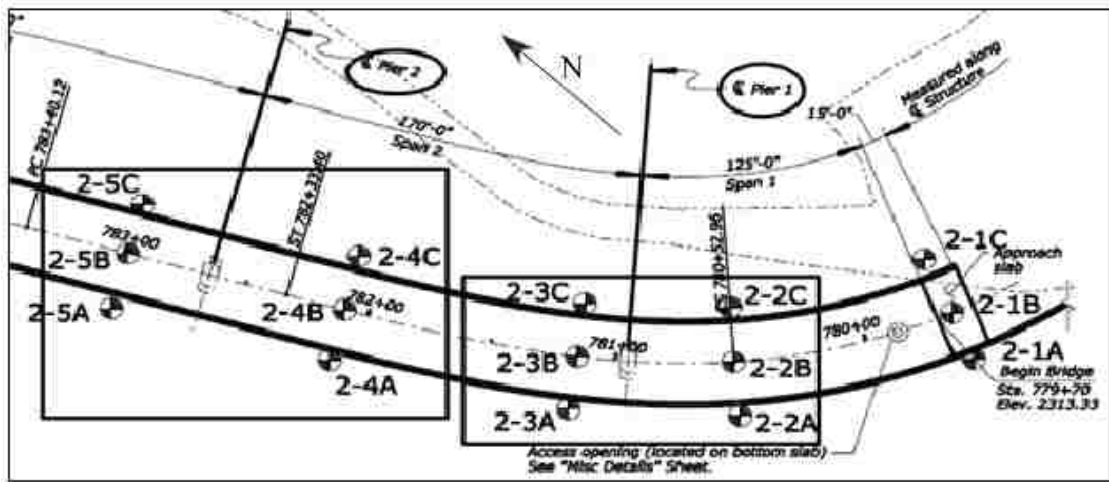 ℄ Pier 2
N
℄ Pier 1
Measured along
℄ Structure
15'-0"
170'-0"
Span 2
125'-0"
Span 1
PC 783+40.12
ST 782+33.40
780+52.96
2-5C
783+00
2-5B
2-5A
2-4C
2-4B
782+00
2-4A
2-3C
2-3B
781+00
2-3A
2-2C
2-2B
2-2A
780+00
2-1C
Approach
slab
2-1B
2-1A
Begin Bridge
Sta. 779+70
Elev. 2313.33
Access opening (located on bottom slab)
See "Misc Details" Sheet.